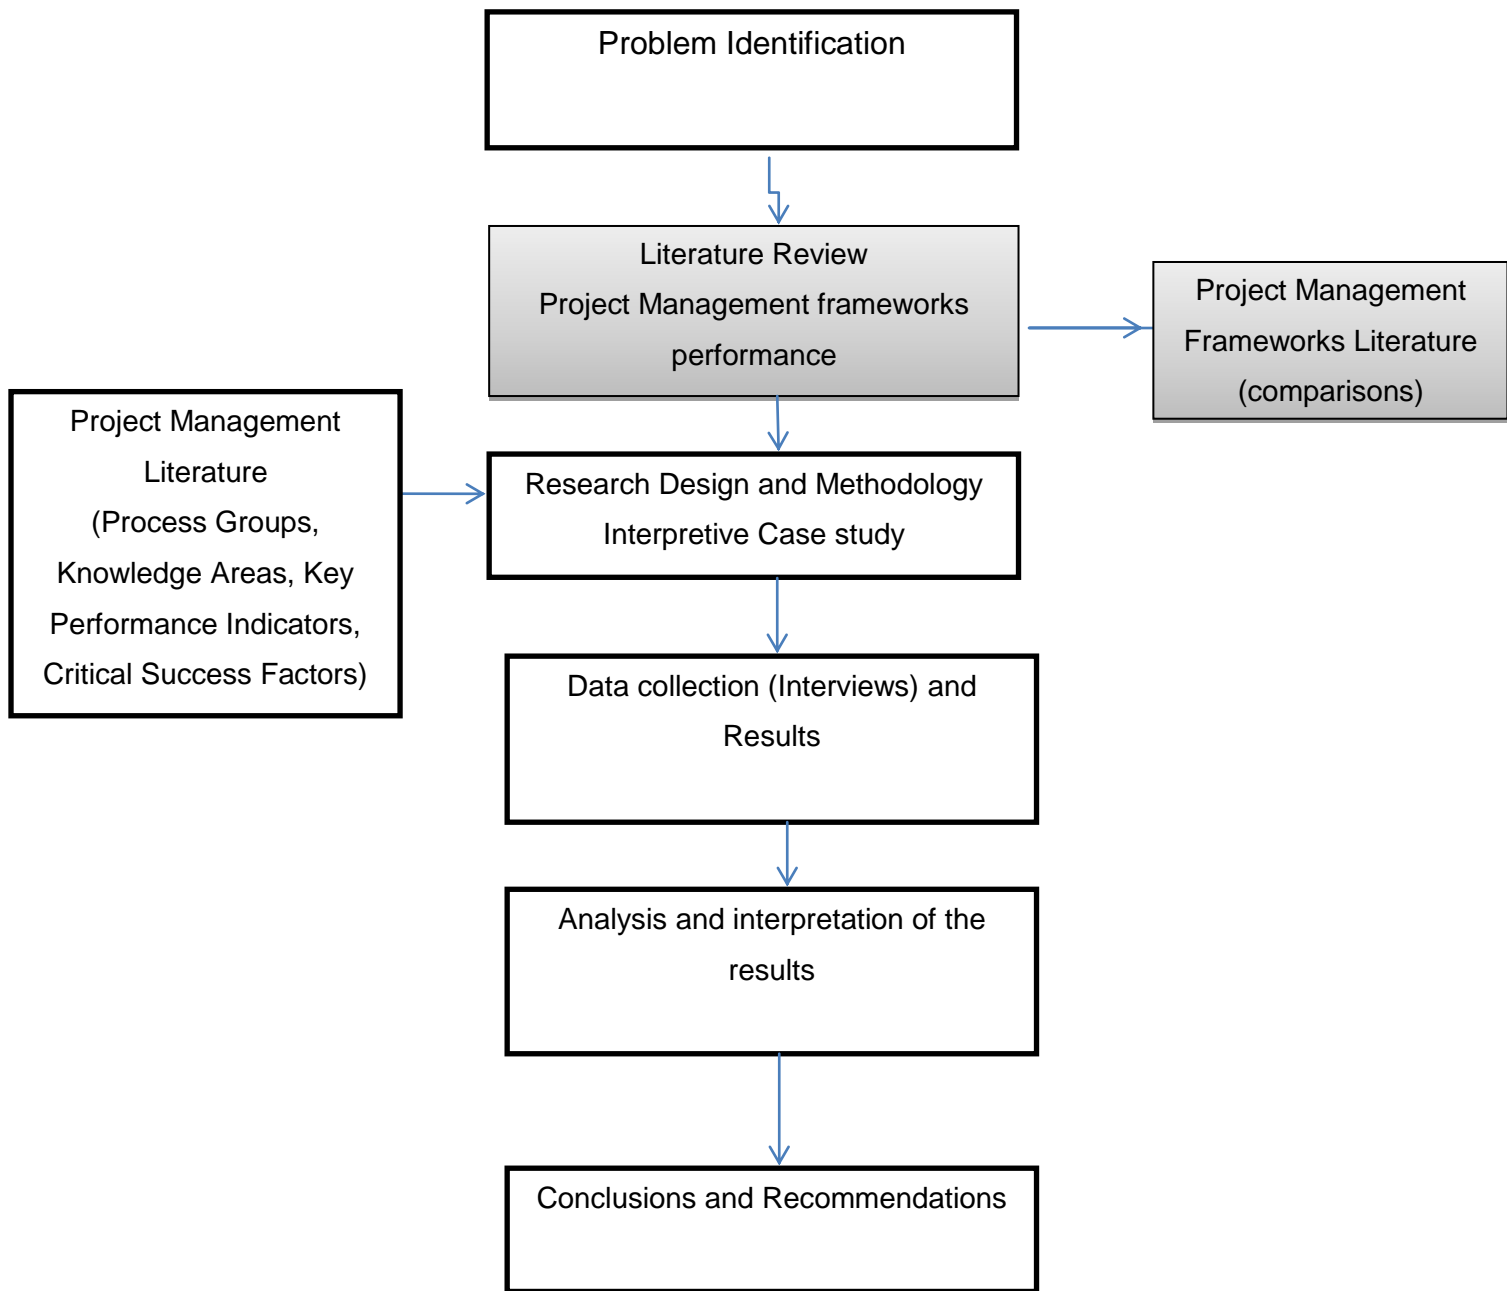 Problem Identification
Literature Review
Project Management frameworks
performance
Project Management
Frameworks Literature
(comparisons)
Project Management
Literature
(Process Groups,
Knowledge Areas, Key
Performance Indicators,
Critical Success Factors)
Research Design and Methodology
Interpretive Case study
Data collection (Interviews) and
Results
Analysis and interpretation of the
results
Conclusions and Recommendations